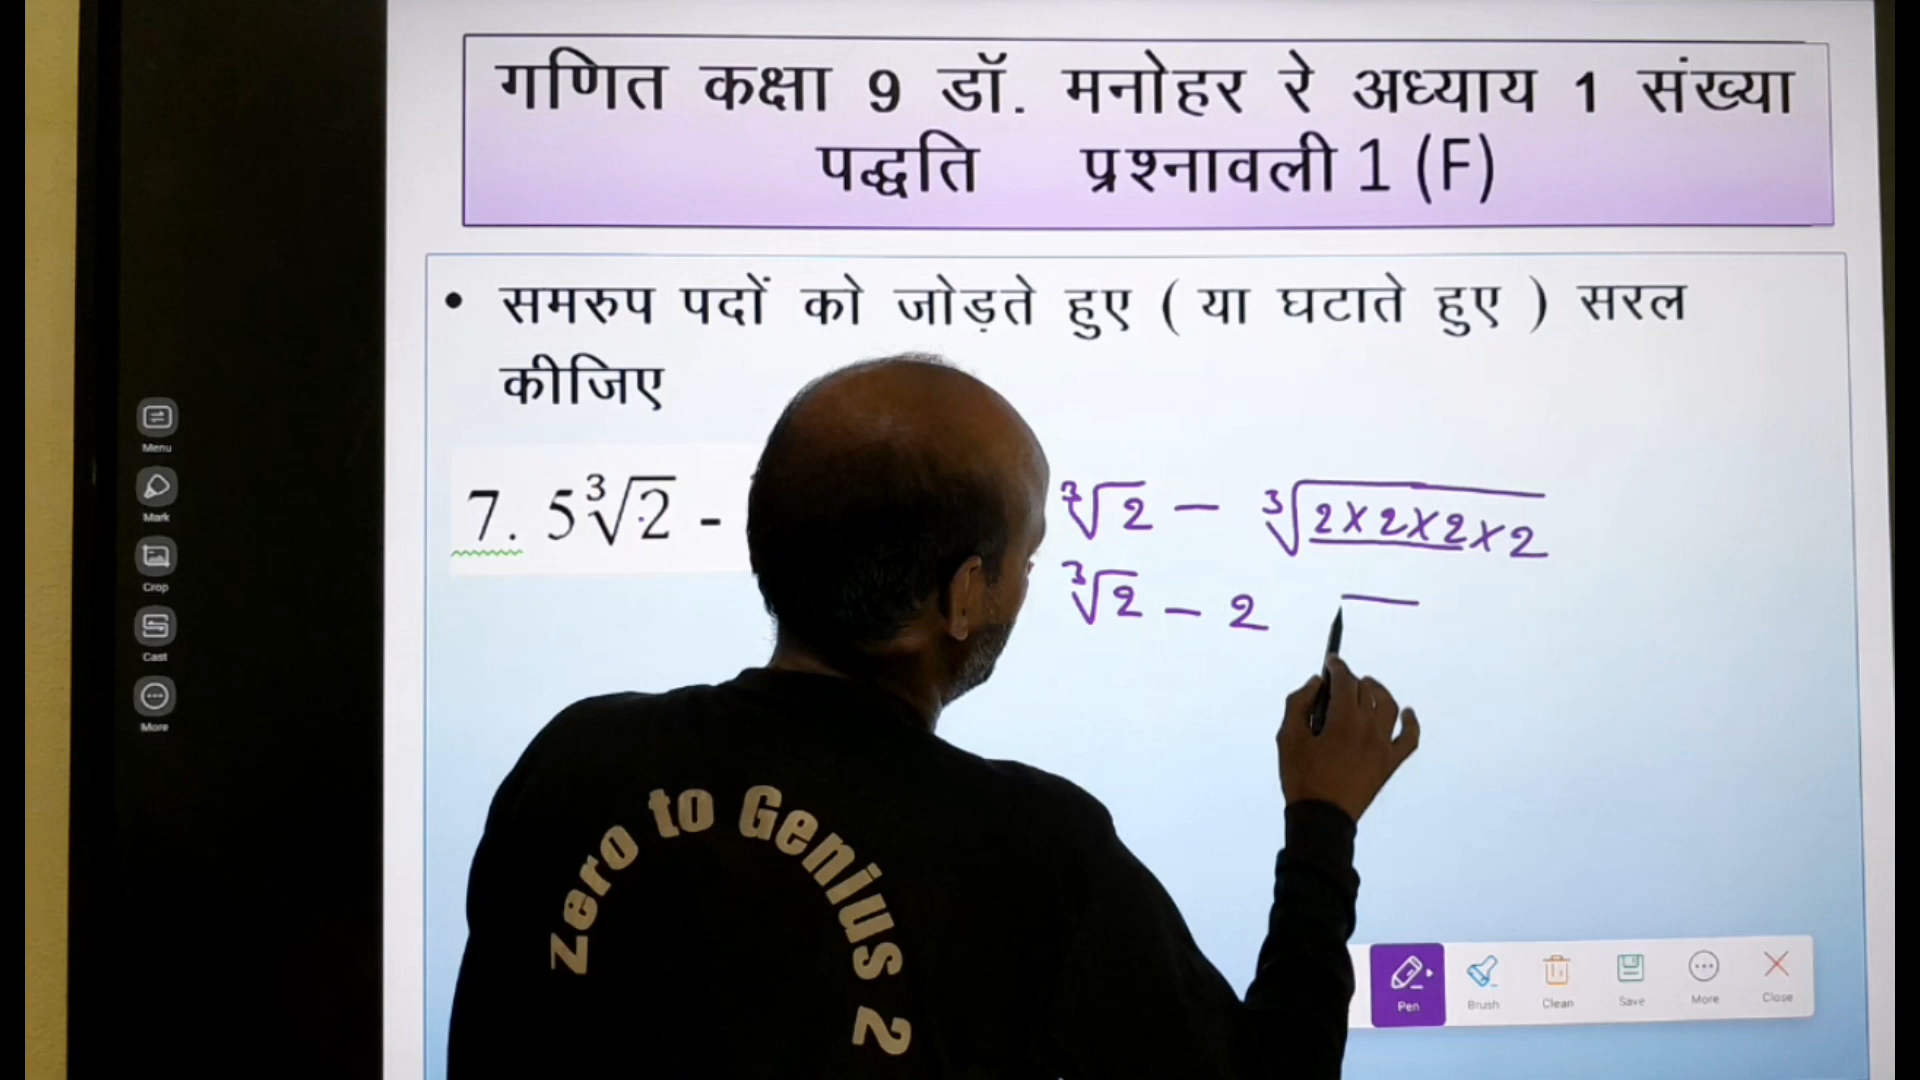 गणित कक्षा 9 डॉ. मनोहर रे अध्याय 1 संख्या
पद्धति प्रश्नावली 1 (F)
• समरुप पदों को जोड़ते हुए ( या घटाते हुए ) सरल
कीजिए
7. 5∛2 -
∛2 - ∛2×2×2×2
∛2 - 2
Menu
Mark
Crop
Cast
More
Zero to Genius 2
Pen
Brush
Clean
Save
More
Close